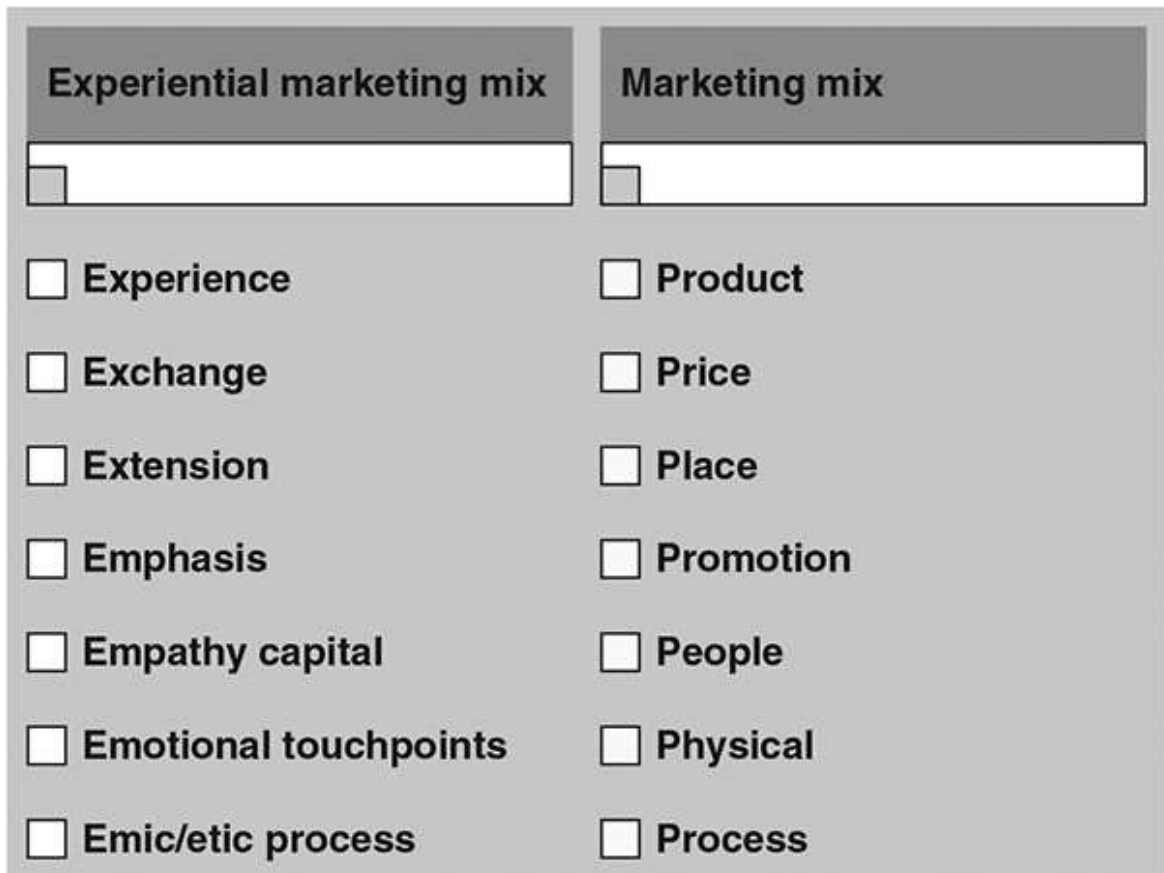 Experiential marketing mix
Marketing mix
Experience
Product
Exchange
Price
Extension
Place
Emphasis
Promotion
Empathy capital
People
Emotional touchpoints
Physical
Emic/etic process
Process